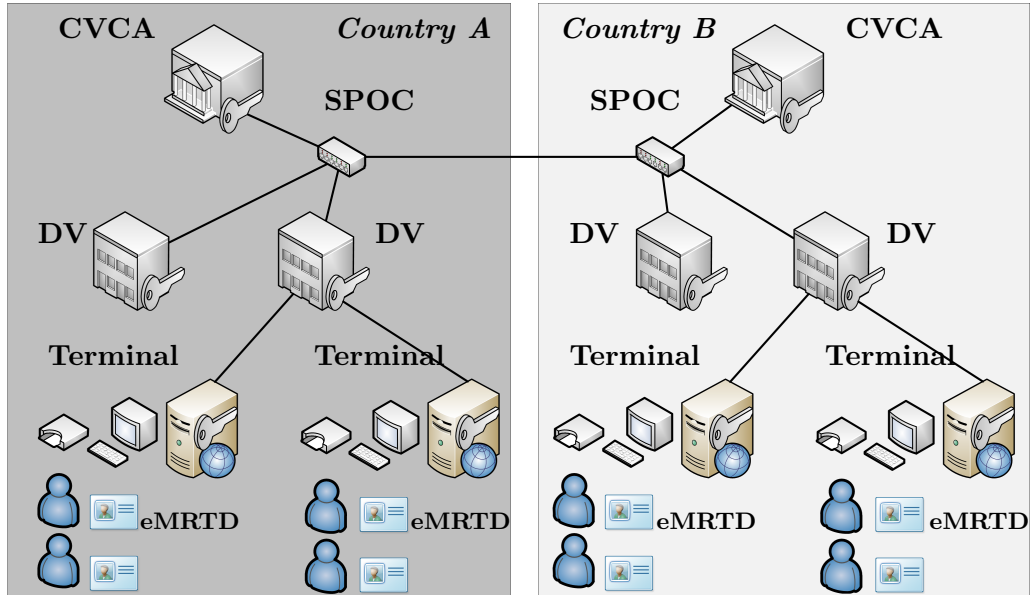 CVCA
Country A
Country B
CVCA
SPOC
SPOC
DV
DV
DV
DV
Terminal
Terminal
Terminal
Terminal
eMRTD
eMRTD
eMRTD
eMRTD